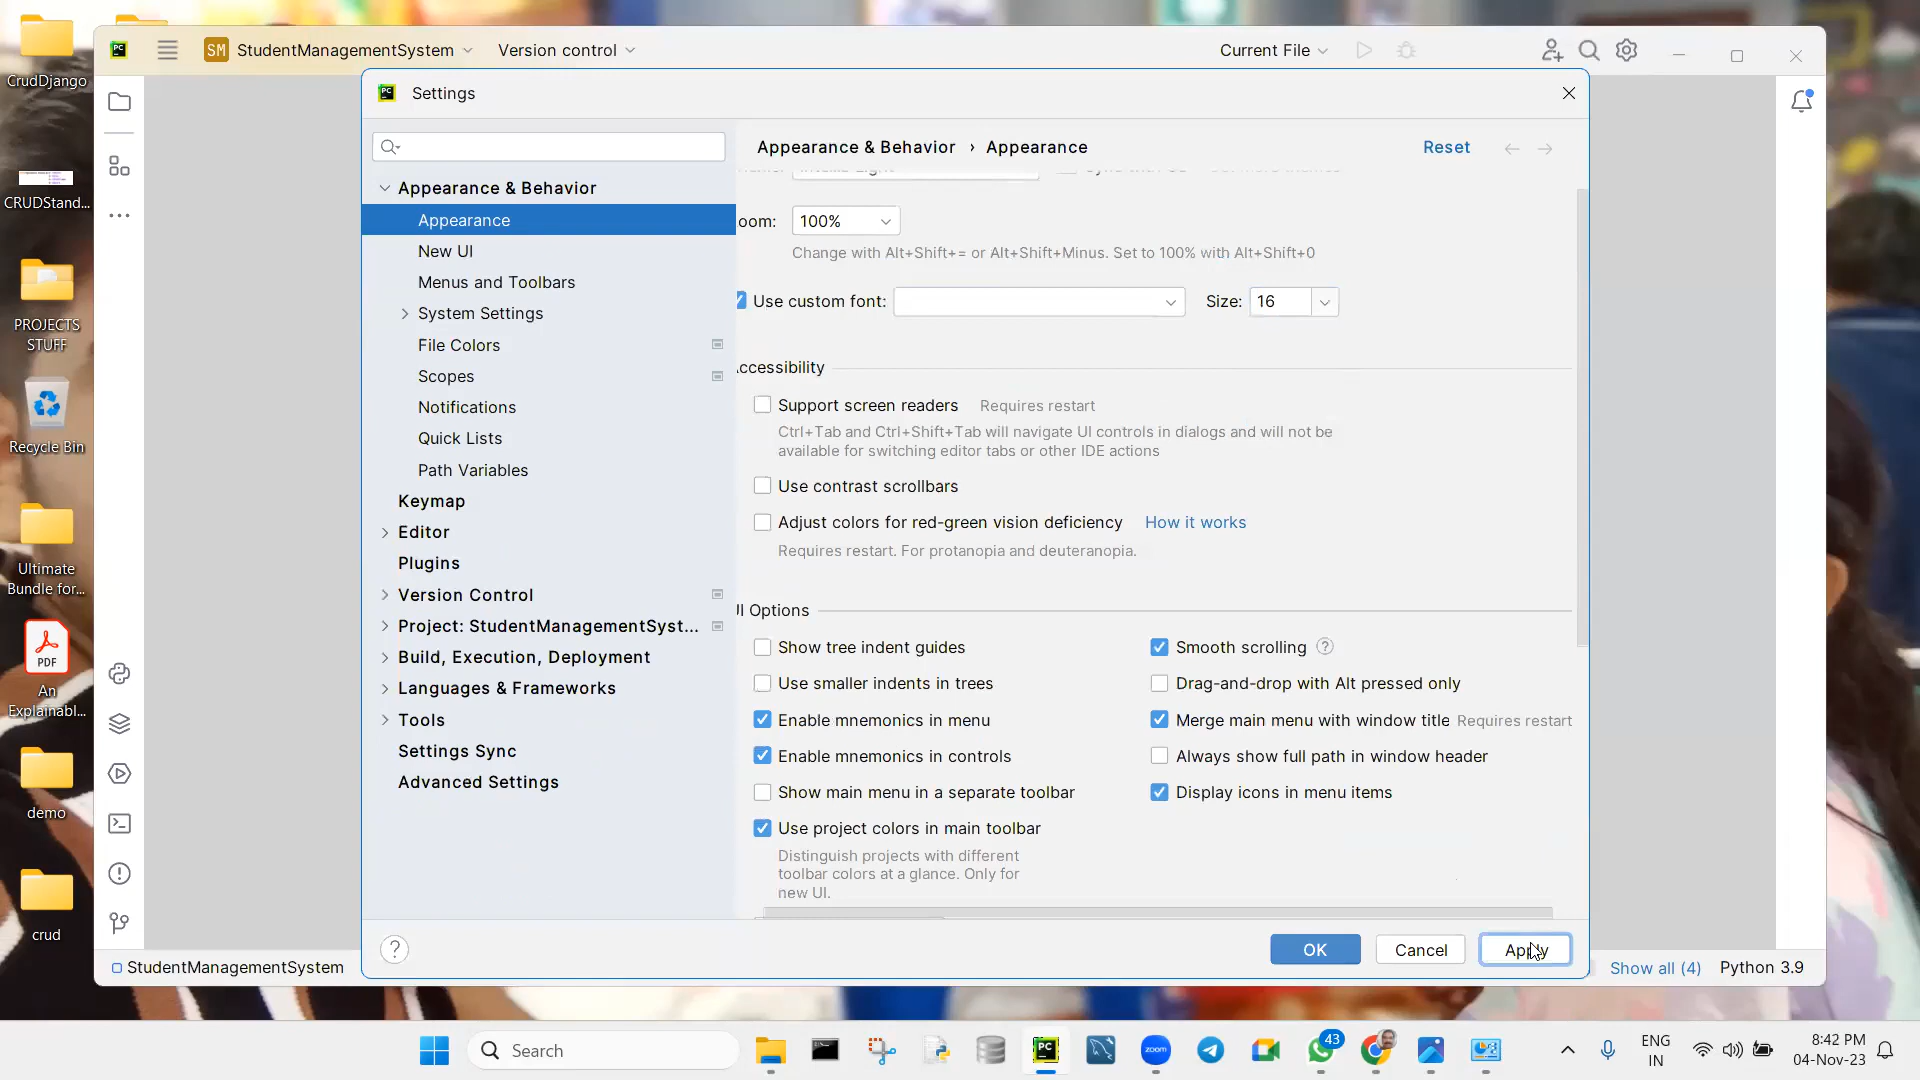 CrudDjango
CRUDStand...
PROJECTS
STUFF
Recycle Bin
Ultimate
Bundle for...
PDF
An
Explainabl...
demo
crud
PC
SM StudentManagementSystem
Version control
Current File
PC Settings
Appearance & Behavior
Appearance
New UI
Menus and Toolbars
System Settings
File Colors
Scopes
Notifications
Quick Lists
Path Variables
Keymap
Editor
Plugins
Version Control
Project: StudentManagementSyst...
Build, Execution, Deployment
Languages & Frameworks
Tools
Settings Sync
Advanced Settings
Appearance & Behavior › Appearance
Reset
oom: 100%
Change with Alt+Shift+= or Alt+Shift+Minus. Set to 100% with Alt+Shift+0
Use custom font: Size: 16
ccessibility
Support screen readers Requires restart
Ctrl+Tab and Ctrl+Shift+Tab will navigate UI controls in dialogs and will not be
available for switching editor tabs or other IDE actions
Use contrast scrollbars
Adjust colors for red-green vision deficiency How it works
Requires restart. For protanopia and deuteranopia.
UI Options
Show tree indent guides
Smooth scrolling ?
Use smaller indents in trees
Drag-and-drop with Alt pressed only
Enable mnemonics in menu
Merge main menu with window title Requires restart
Enable mnemonics in controls
Always show full path in window header
Show main menu in a separate toolbar
Display icons in menu items
Use project colors in main toolbar
Distinguish projects with different
toolbar colors at a glance. Only for
new UI.
?
OK
Cancel
Apply
StudentManagementSystem
Show all (4)
Python 3.9
Search
PC
zoom
43
ENG
IN
8:42 PM
04-Nov-23